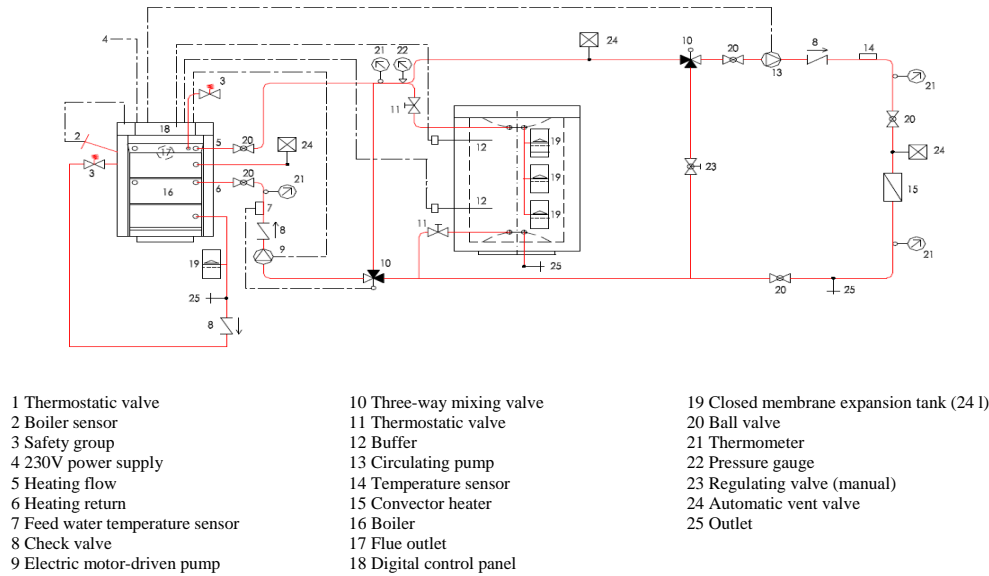 21
22
24
10
20
8
14
4
13
21
3
11
18
5
20
20
2
17
24
12
19
24
3
23
16
6
20
21
19
15
7
12
19
8
11
21
9
10
25
19
20
25
25
8
1 Thermostatic valve
2 Boiler sensor
3 Safety group
4 230V power supply
5 Heating flow
6 Heating return
7 Feed water temperature sensor
8 Check valve
9 Electric motor-driven pump
10 Three-way mixing valve
11 Thermostatic valve
12 Buffer
13 Circulating pump
14 Temperature sensor
15 Convector heater
16 Boiler
17 Flue outlet
18 Digital control panel
19 Closed membrane expansion tank (24 l)
20 Ball valve
21 Thermometer
22 Pressure gauge
23 Regulating valve (manual)
24 Automatic vent valve
25 Outlet